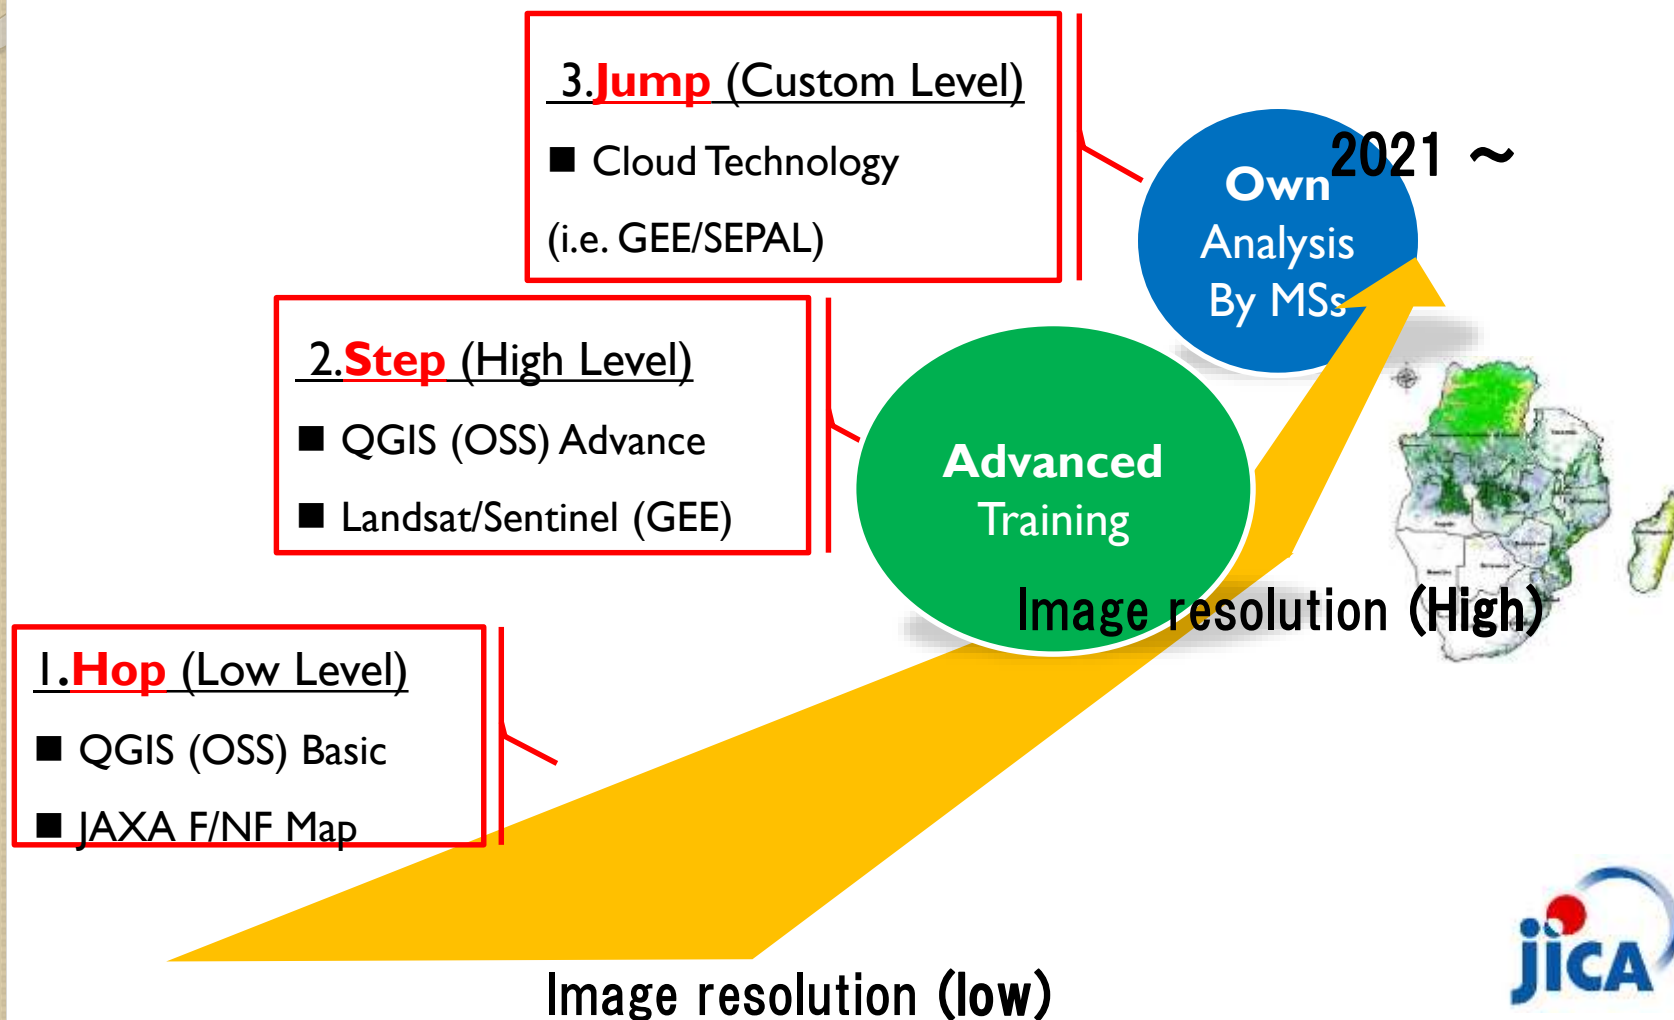 3.Jump (Custom Level)
■ Cloud Technology
(i.e. GEE/SEPAL)
2021 ～
Own
Analysis
By MSs
2.Step (High Level)
■ QGIS (OSS) Advance
■ Landsat/Sentinel (GEE)
Advanced
Training
Image resolution (High)
1.Hop (Low Level)
■ QGIS (OSS) Basic
■ JAXA F/NF Map
Image resolution (low)
jica